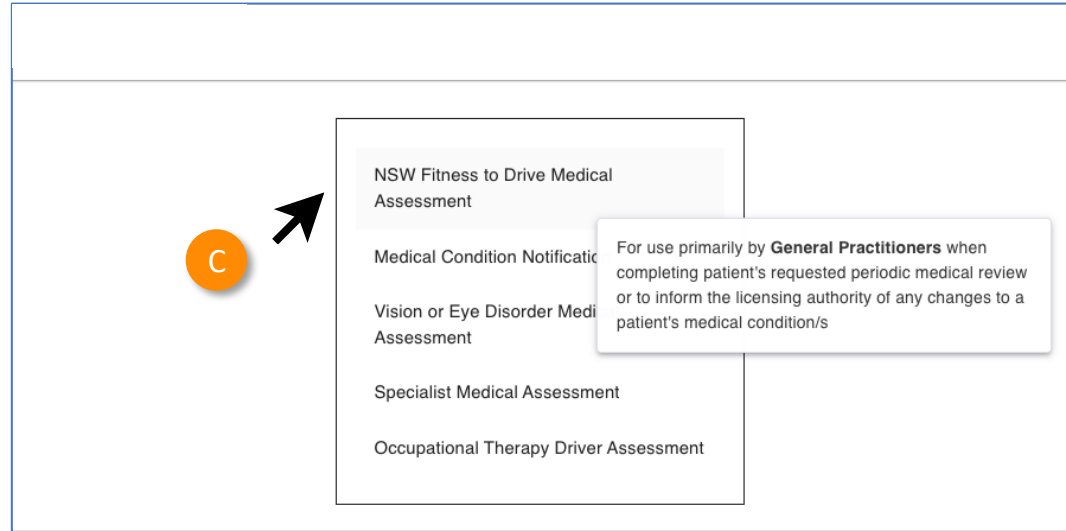 NSW Fitness to Drive Medical
Assessment
C
Medical Condition
For use primarily by General Practitioners when
completing patient's requested periodic medical review
or to inform the licensing authority of any changes to a
patient's medical condition/s
Vision or Eye Disorder
Assessment
Specialist Medical Assessment
Occupational Therapy Driver Assessment